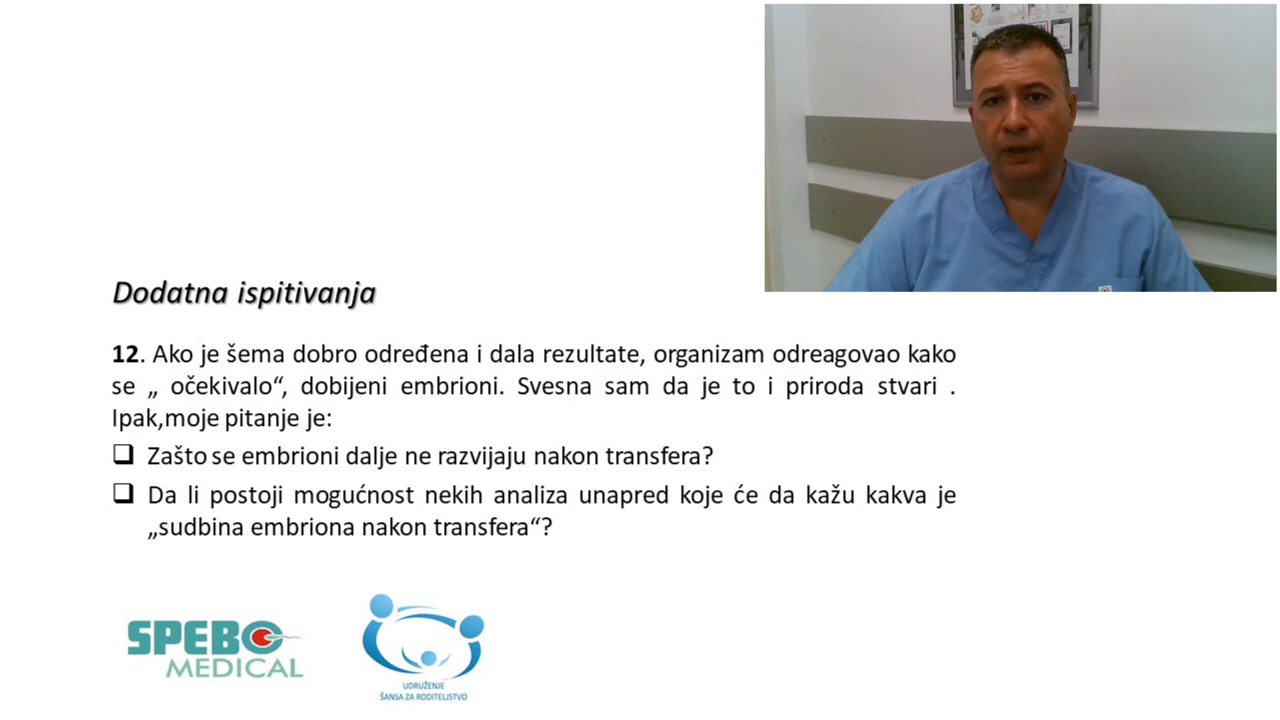 Dodatna ispitivanja
12. Ako je šema dobro određena i dala rezultate, organizam odreagovao kako
se „ očekivalo“, dobijeni embrioni. Svesna sam da je to i priroda stvari .
Ipak,moje pitanje je:
Zašto se embrioni dalje ne razvijaju nakon transfera?
Da li postoji mogućnost nekih analiza unapred koje će da kažu kakva je
„sudbina embriona nakon transfera“?
SPEBO
MEDICAL
UDRUŽENJE
ŠANSA ZA RODITELJSTVO